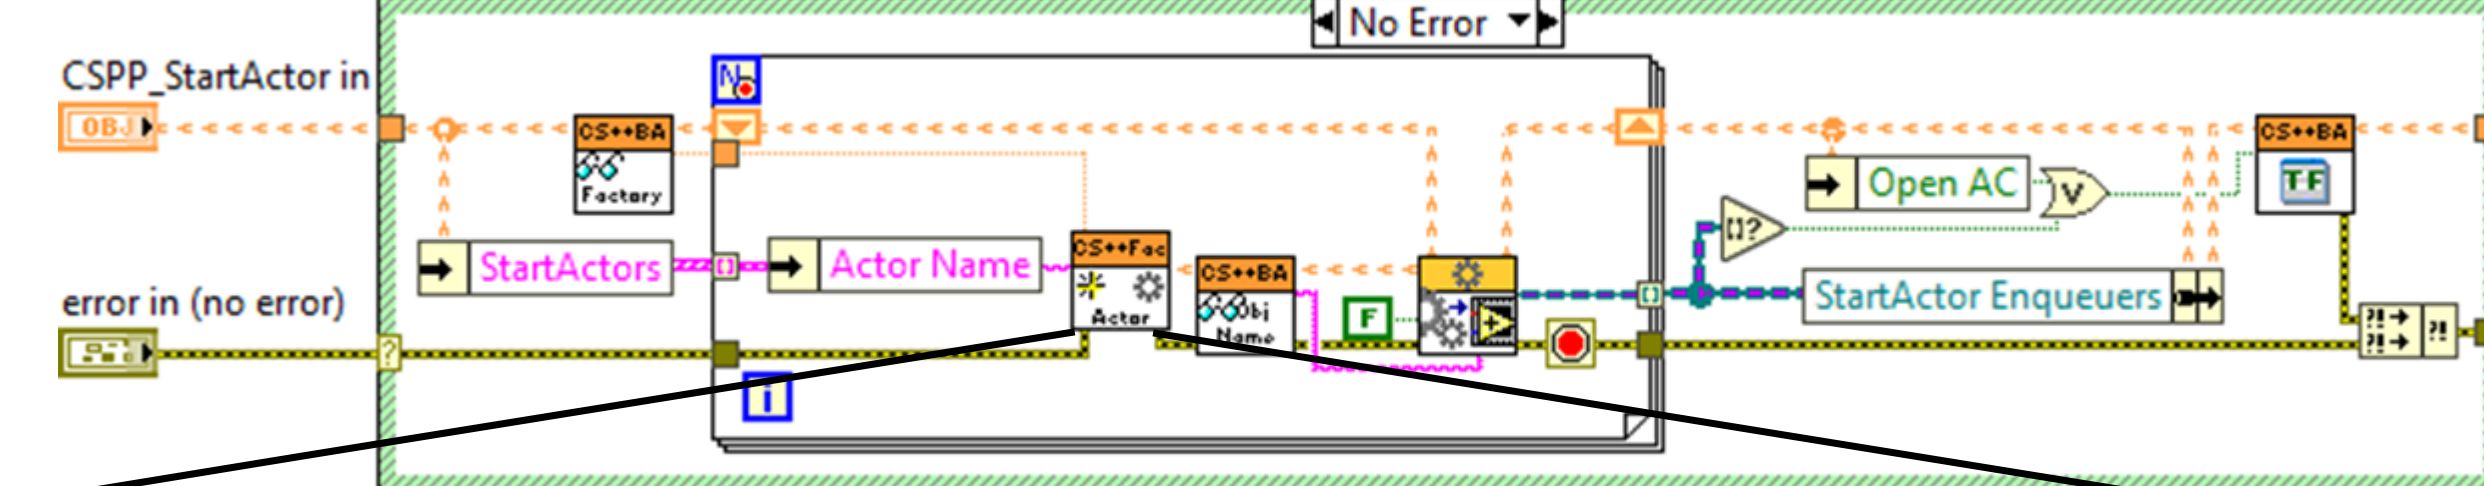 No Error
CSPP_StartActor in
N
OBJ
CS++BA
Factory
CS++BA
TF
Open AC
V
[]?
StartActors
Actor Name
CS++Fac
Actor
CS++BA
Obj
Name
F
StartActor Enqueuers
error in (no error)
?
?!
?!
?!
i